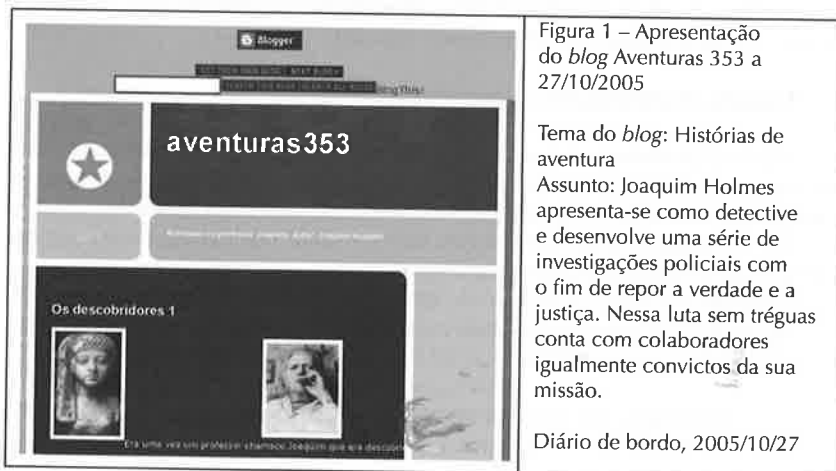 Blogger
BlogThis!
aventuras353
Os descobridores 1
Era uma vez um professor chamado Joaquim que era
Figura 1 – Apresentação
do blog Aventuras 353 a
27/10/2005
Tema do blog: Histórias de
aventura
Assunto: Joaquim Holmes
apresenta-se como detective
e desenvolve uma série de
investigações policiais com
o fim de repor a verdade e a
justiça. Nessa luta sem tréguas
conta com colaboradores
igualmente convictos da sua
missão.
Diário de bordo, 2005/10/27